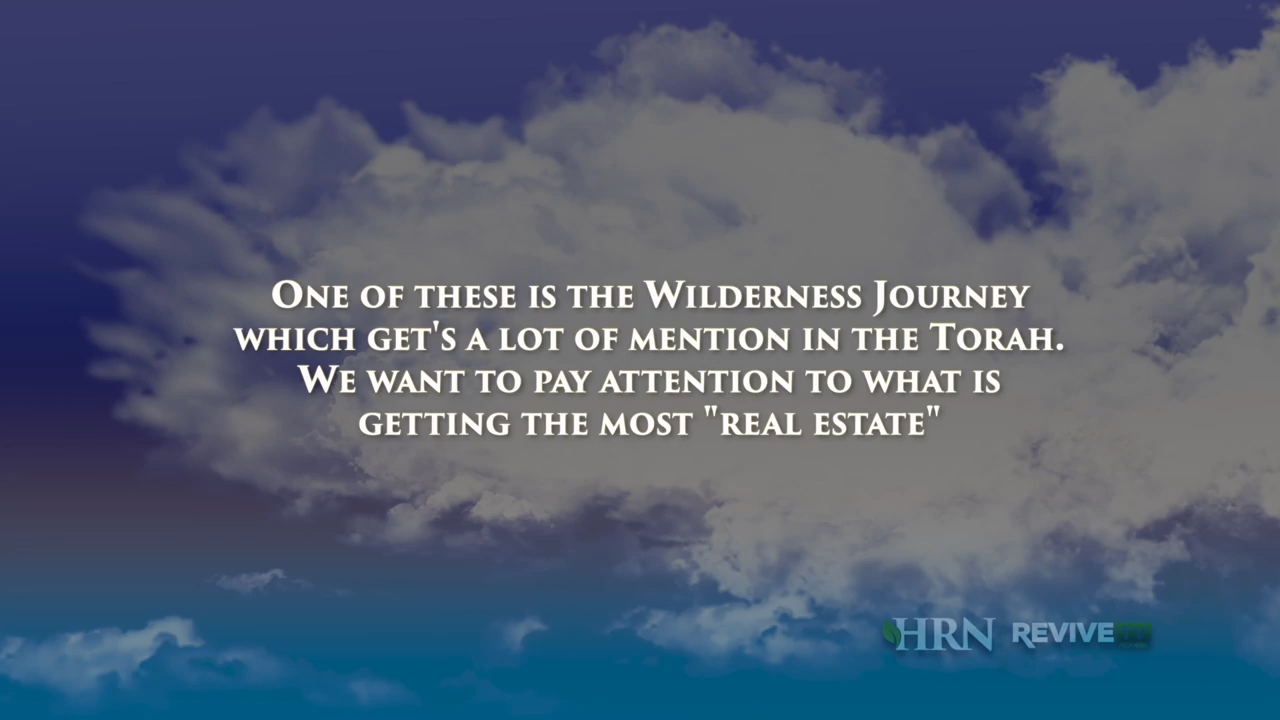 One of these is the Wilderness Journey
which get's a lot of mention in the Torah.
We want to pay attention to what is
getting the most "real estate"
HRN REVIVE